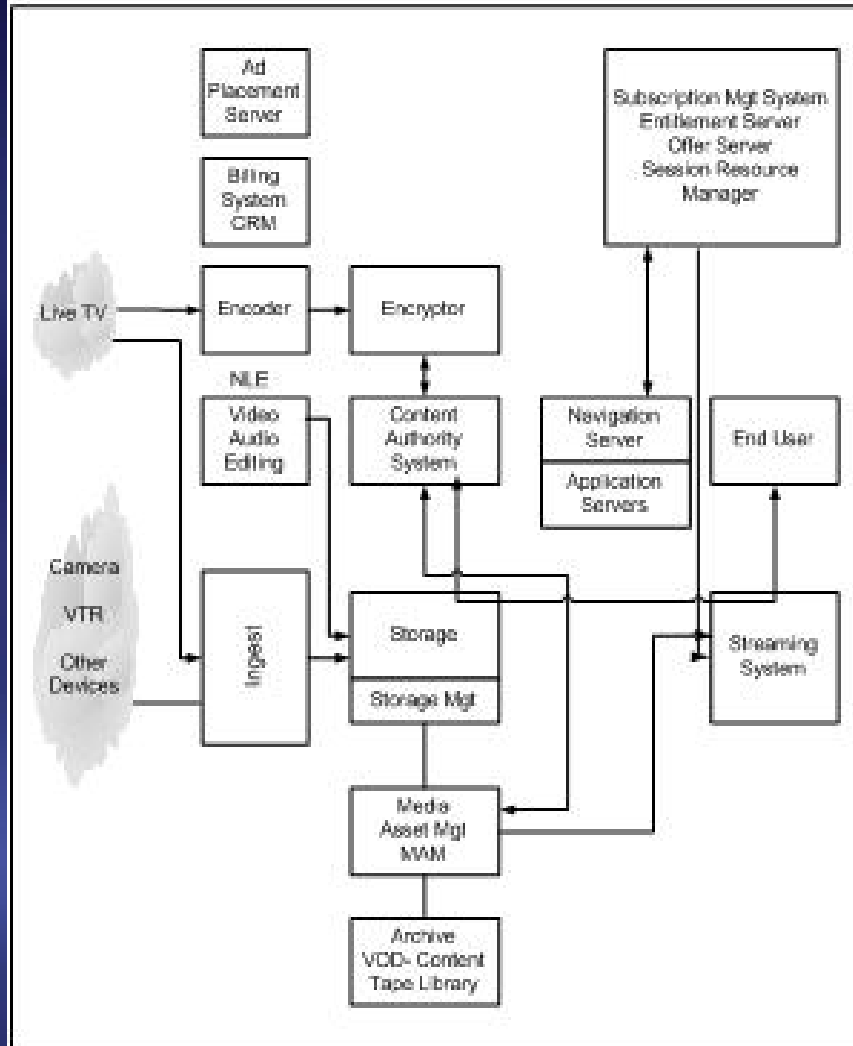 Ad
Placement
Server
Subscription Mgt System
Entitlement Server
Offer Server
Session Resource
Manager
Billing
System
CRM
Live TV
Encoder
Encryptor
NLE
Video
Audio
Editing
Content
Authority
System
Navigation
Server
Application
Servers
End User
Camera
VTR
Other
Devices
Ingest
Storage
Storage Mgt
Streaming
System
Media
Asset Mgt
MAM
Archive
VOD- Content
Tape Library